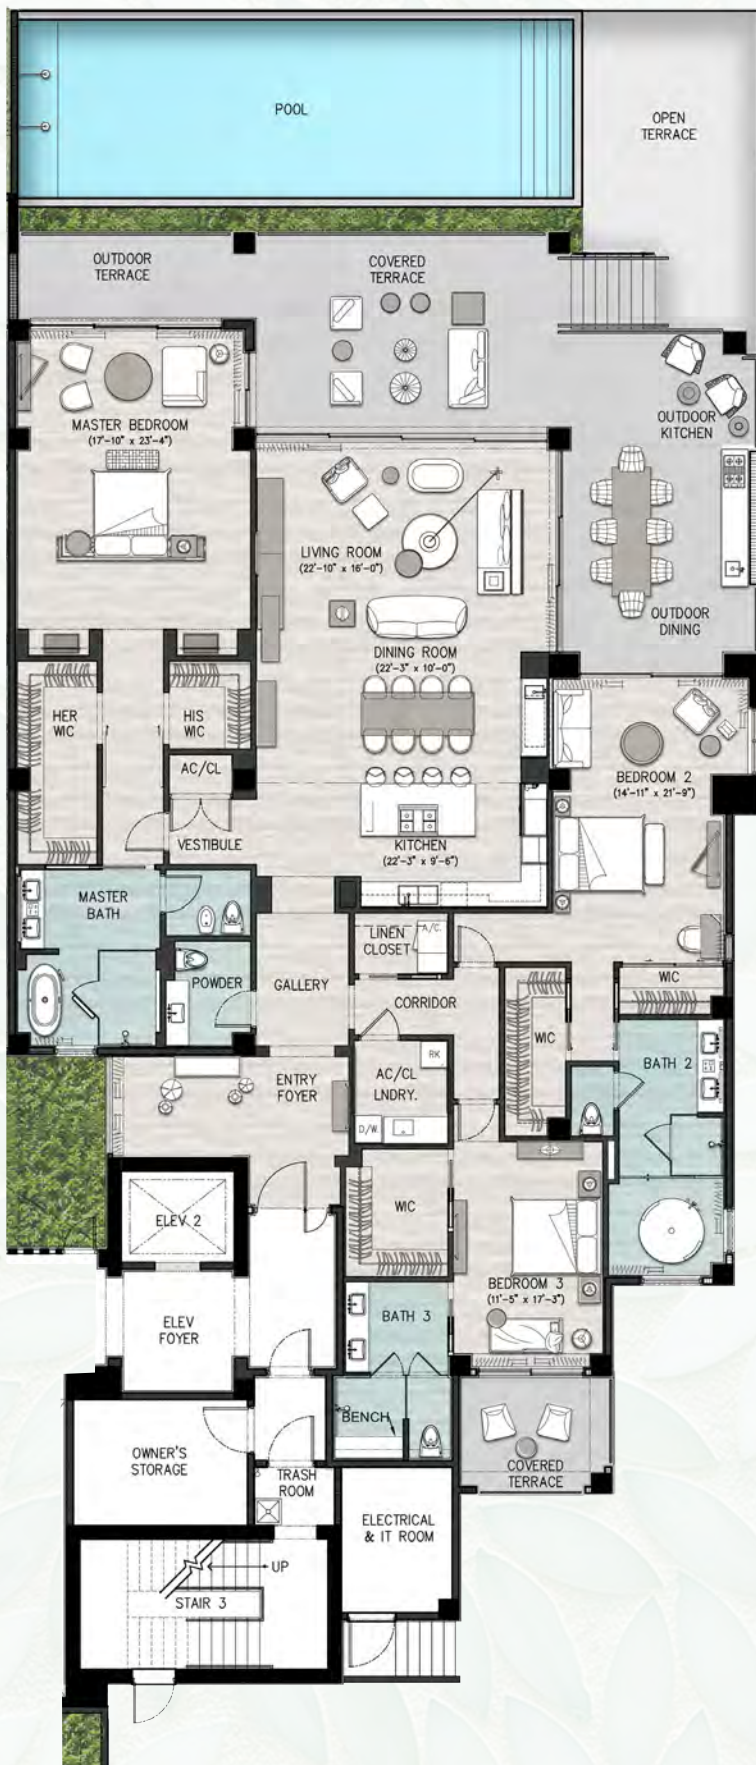 POOL
OPEN
TERRACE
OUTDOOR
TERRACE
COVERED
TERRACE
MASTER BEDROOM
(17'-10" x 23'-4")
OUTDOOR
KITCHEN
LIVING ROOM
(22'-10" x 16'-0")
OUTDOOR
DINING
DINING ROOM
(22'-3" x 10'-0")
HER
WIC
HIS
WIC
AC/CL
BEDROOM 2
(14'-11" x 21'-9")
VESTIBULE
KITCHEN
(22'-3" x 9'-6")
MASTER
BATH
LINEN
CLOSET
A/C
POWDER
GALLERY
CORRIDOR
WIC
WIC
ENTRY
FOYER
AC/CL
LNDRY.
RK
D/W
BATH 2
ELEV 2
WIC
BEDROOM 3
(11'-5" x 17'-3")
ELEV
FOYER
BATH 3
BENCH
OWNER'S
STORAGE
TRASH
ROOM
COVERED
TERRACE
ELECTRICAL
& IT ROOM
UP
STAIR 3